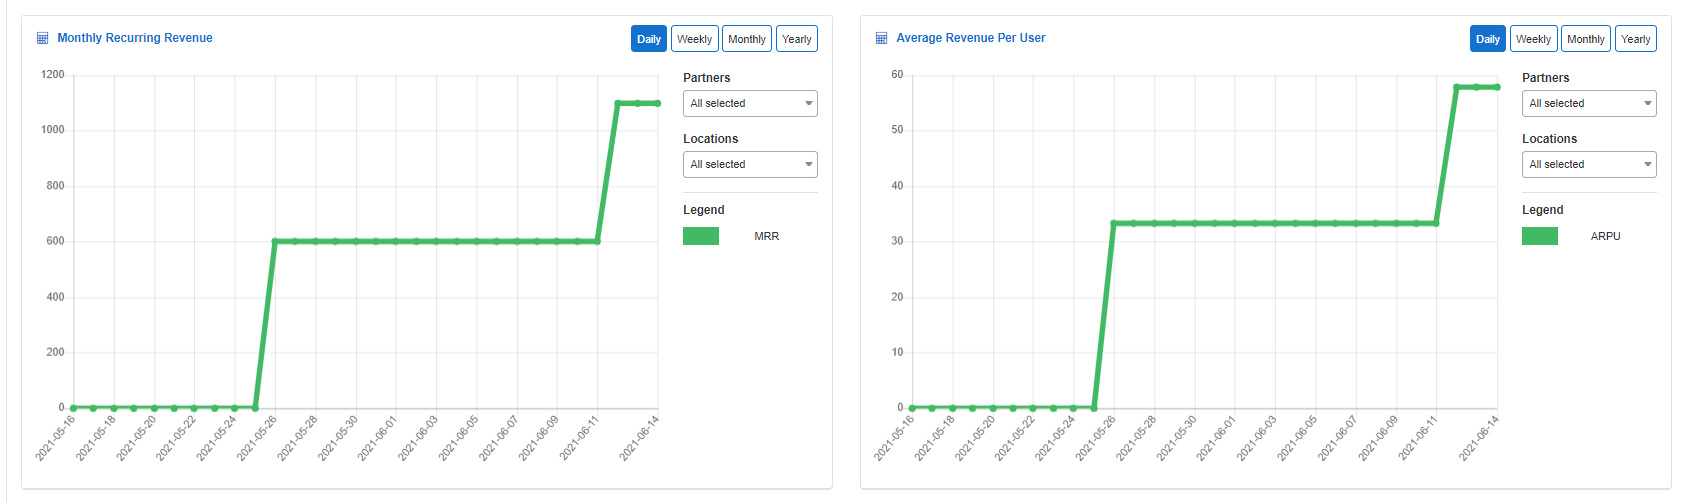 Monthly Recurring Revenue
Daily
Weekly
Monthly
Yearly
1200
1000
800
600
400
200
0
2021-05-16
2021-05-18
2021-05-20
2021-05-22
2021-05-24
2021-05-26
2021-05-28
2021-05-30
2021-06-01
2021-06-03
2021-06-05
2021-06-07
2021-06-09
2021-06-11
2021-06-14
Partners
All selected
Locations
All selected
Legend
MRR
Average Revenue Per User
Daily
Weekly
Monthly
Yearly
60
50
40
30
20
10
0
2021-05-16
2021-05-18
2021-05-20
2021-05-22
2021-05-24
2021-05-26
2021-05-28
2021-05-30
2021-06-01
2021-06-03
2021-06-05
2021-06-07
2021-06-09
2021-06-11
2021-06-14
Partners
All selected
Locations
All selected
Legend
ARPU